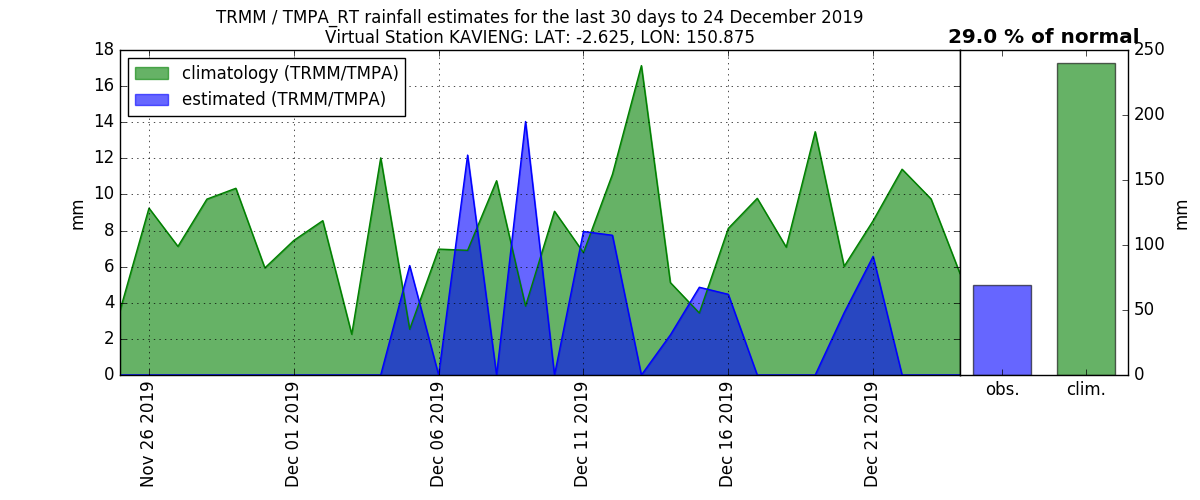 TRMM / TMPA_RT rainfall estimates for the last 30 days to 24 December 2019
Virtual Station KAVIENG: LAT: -2.625, LON: 150.875
29.0 % of normal
climatology (TRMM/TMPA)
estimated (TRMM/TMPA)
18
16
14
12
10
8
6
4
2
0
mm
Nov 26 2019
Dec 01 2019
Dec 06 2019
Dec 11 2019
Dec 16 2019
Dec 21 2019
obs.
clim.
250
200
150
100
50
0
mm